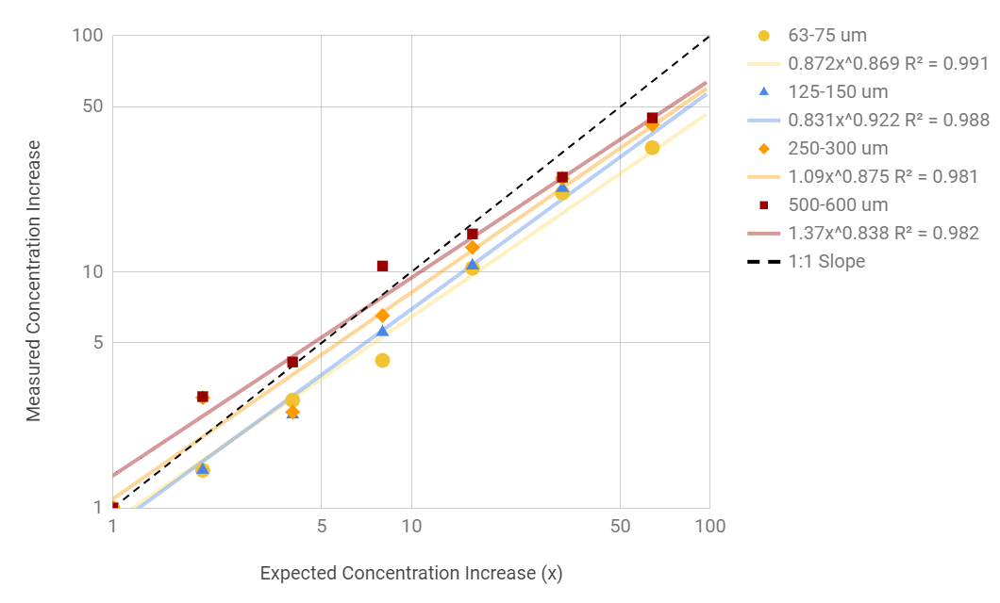 100
50
10
5
1
1
5
10
50
100
Measured Concentration Increase
Expected Concentration Increase (x)
63-75 um
0.872x^0.869 R² = 0.991
125-150 um
0.831x^0.922 R² = 0.988
250-300 um
1.09x^0.875 R² = 0.981
500-600 um
1.37x^0.838 R² = 0.982
1:1 Slope